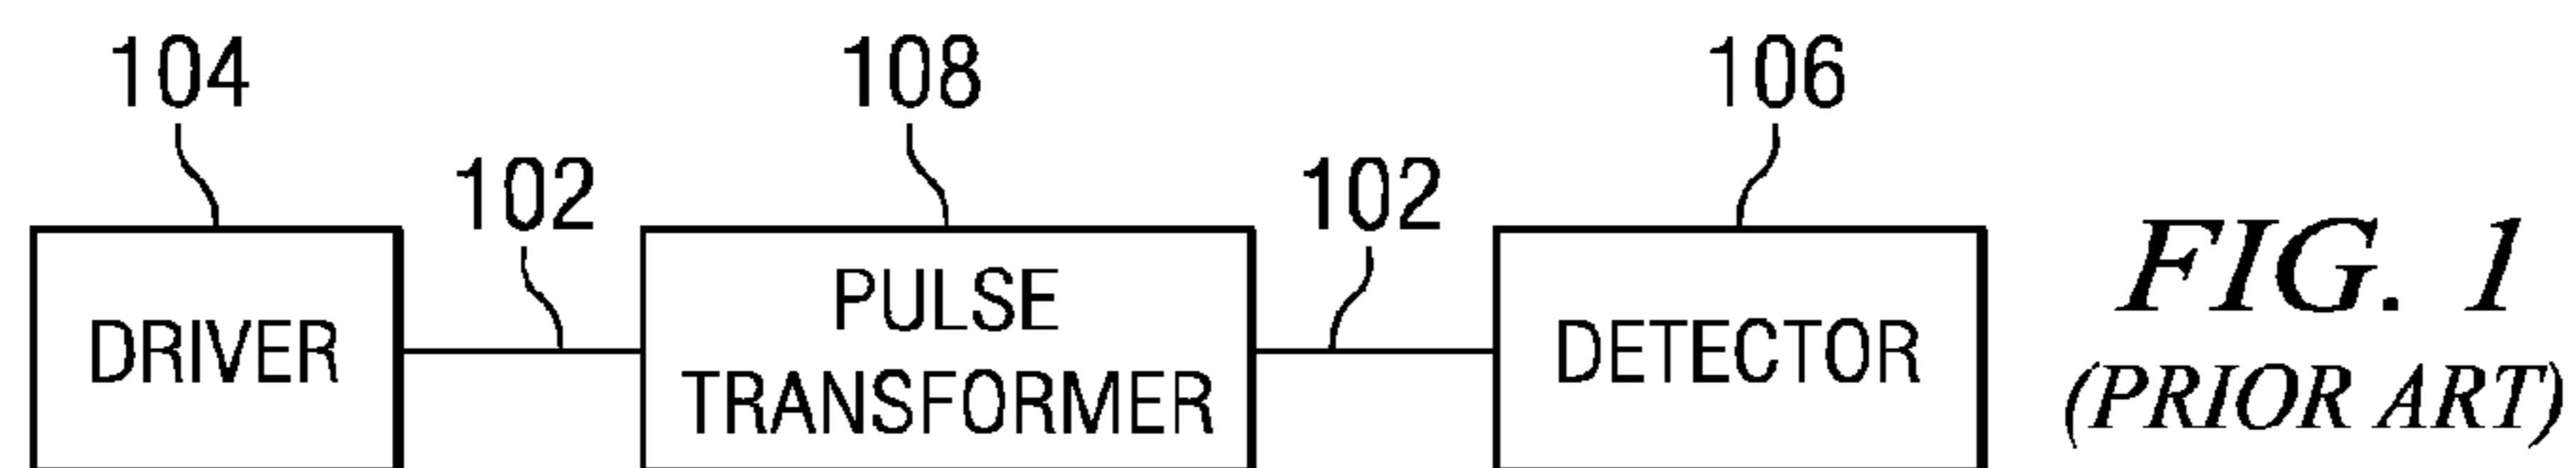 104
108
106
102
102
DRIVER
PULSE
TRANSFORMER
DETECTOR
FIG. 1
(PRIOR ART)